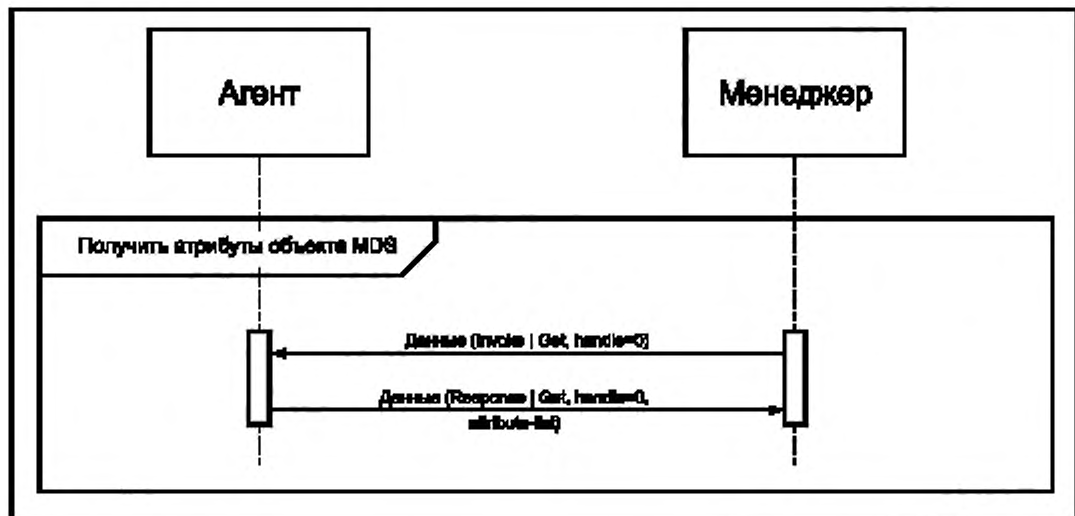 Агент
Менеджер
Получить атрибуты объекта MDS
Данные (Invoke | Get, handle=0)
Данные (Response | Get, handle=0,
attribute-list)